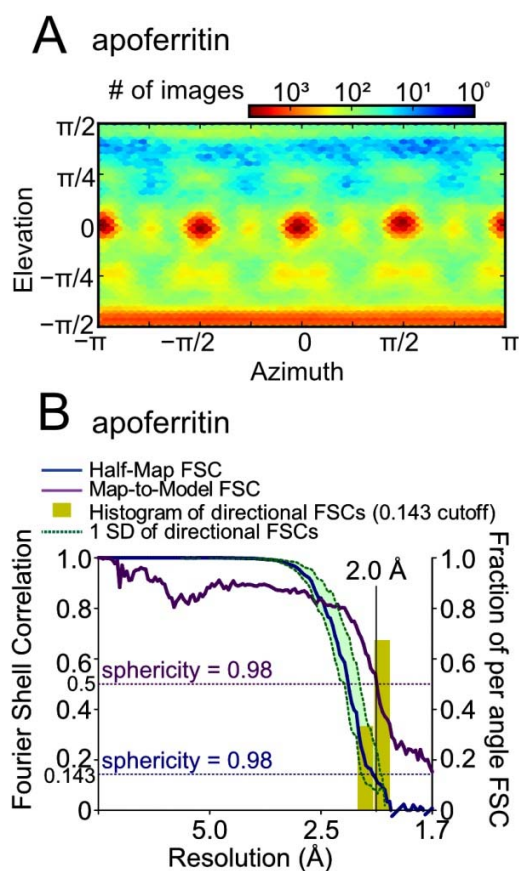 A apoferritin
# of images
10³ 10² 10¹ 10⁰
Elevation
π/2
π/4
0
−π/4
−π/2
−π −π/2 0 π/2 π
Azimuth
B apoferritin
Half-Map FSC
Map-to-Model FSC
Histogram of directional FSCs (0.143 cutoff)
1 SD of directional FSCs
2.0 Å
Fourier Shell Correlation
1.0
0.8
0.6
0.5
0.4
0.2
0.143
0
sphericity = 0.98
sphericity = 0.98
1.0
0.8
0.6
0.4
0.2
0
Fraction of per angle FSC
5.0 2.5 1.7
Resolution (Å)